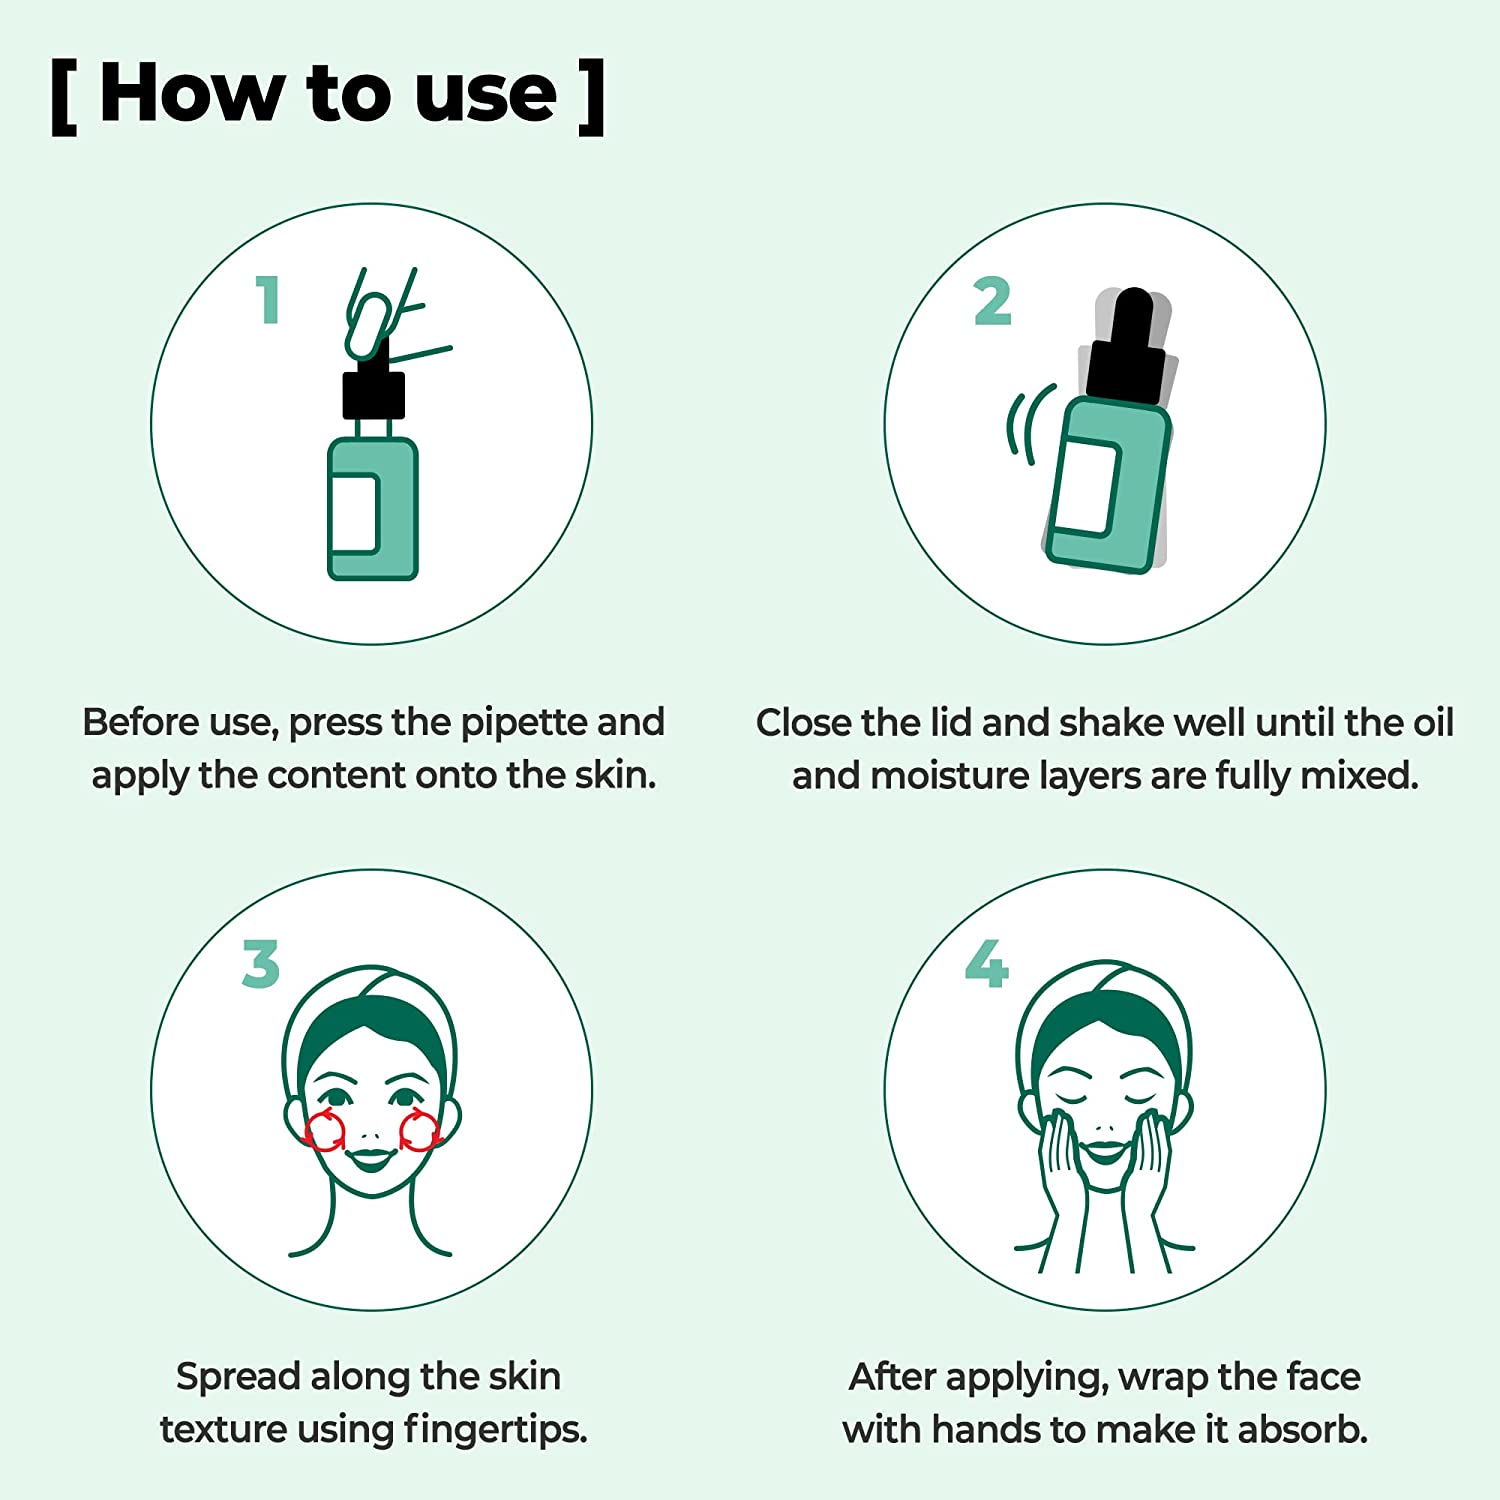 [ How to use ]
1
2
Before use, press the pipette and
apply the content onto the skin.
Close the lid and shake well until the oil
and moisture layers are fully mixed.
3
4
Spread along the skin
texture using fingertips.
After applying, wrap the face
with hands to make it absorb.